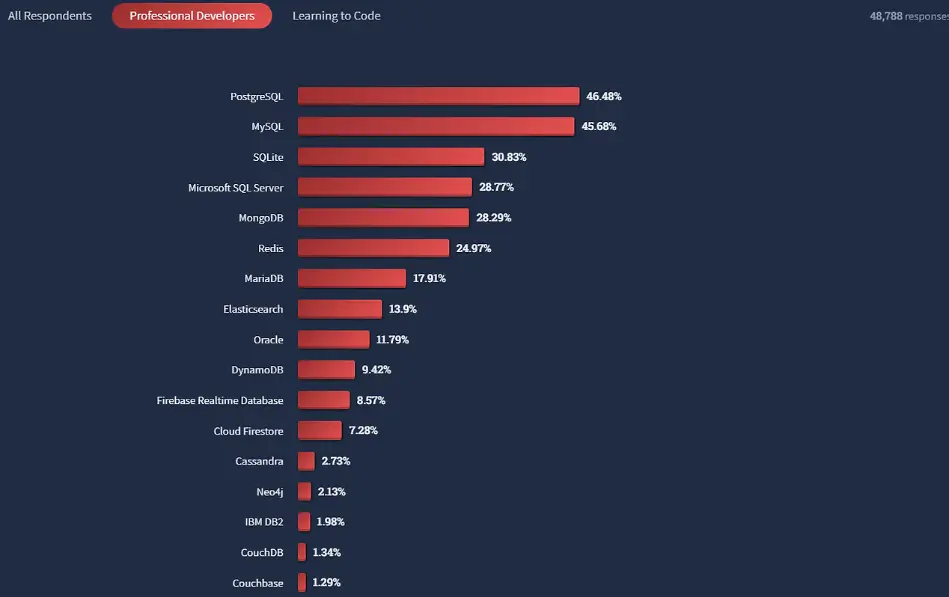 All Respondents Professional Developers Learning to Code 48,788 responses
PostgreSQL 46.48%
MySQL 45.68%
SQLite 30.83%
Microsoft SQL Server 28.77%
MongoDB 28.29%
Redis 24.97%
MariaDB 17.91%
Elasticsearch 13.9%
Oracle 11.79%
DynamoDB 9.42%
Firebase Realtime Database 8.57%
Cloud Firestore 7.28%
Cassandra 2.73%
Neo4j 2.13%
IBM DB2 1.98%
CouchDB 1.34%
Couchbase 1.29%